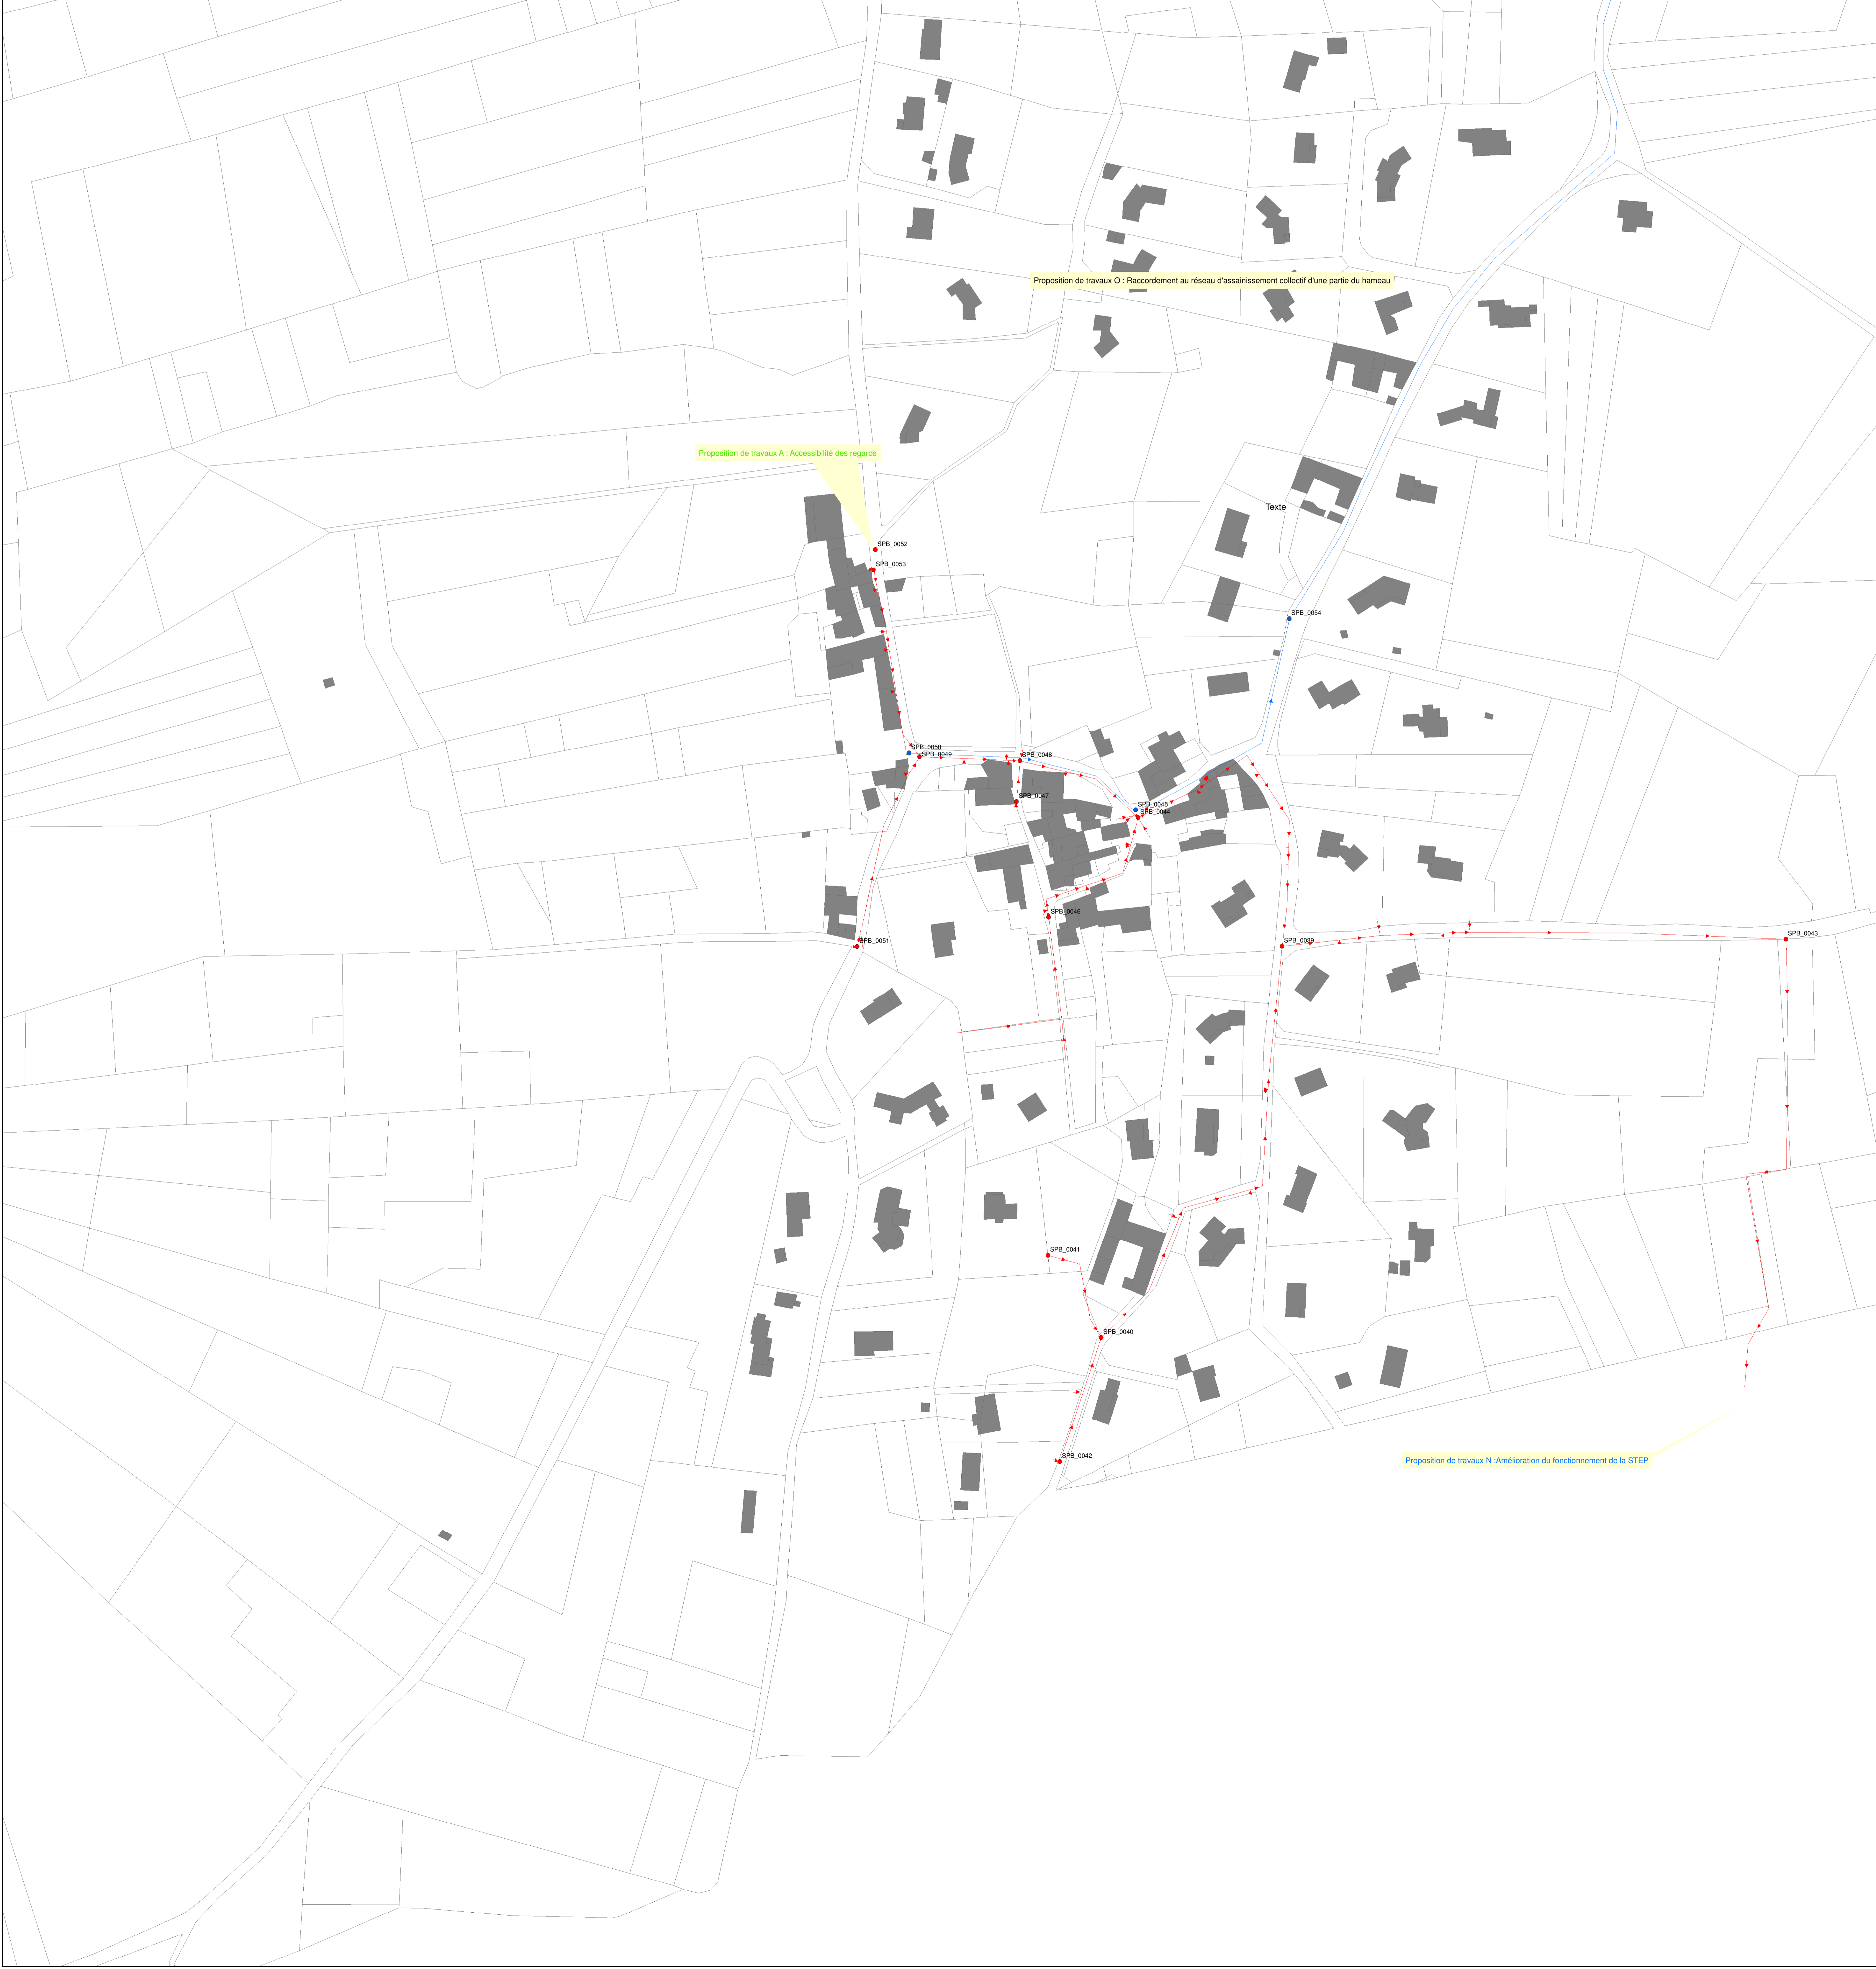 Proposition de travaux O : Raccordement au réseau d'assainissement collectif d'une partie du hameau
Proposition de travaux A : Accessibilité des regards
Texte
SPB_0052
SPB_0053
SPB_0054
SPB_0050
SPB_0049
SPB_0048
SPB_0047
SPB_0045
SPB_0044
SPB_0046
SPB_0051
SPB_0039
SPB_0043
SPB_0041
SPB_0040
SPB_0042
Proposition de travaux N :Amélioration du fonctionnement de la STEP